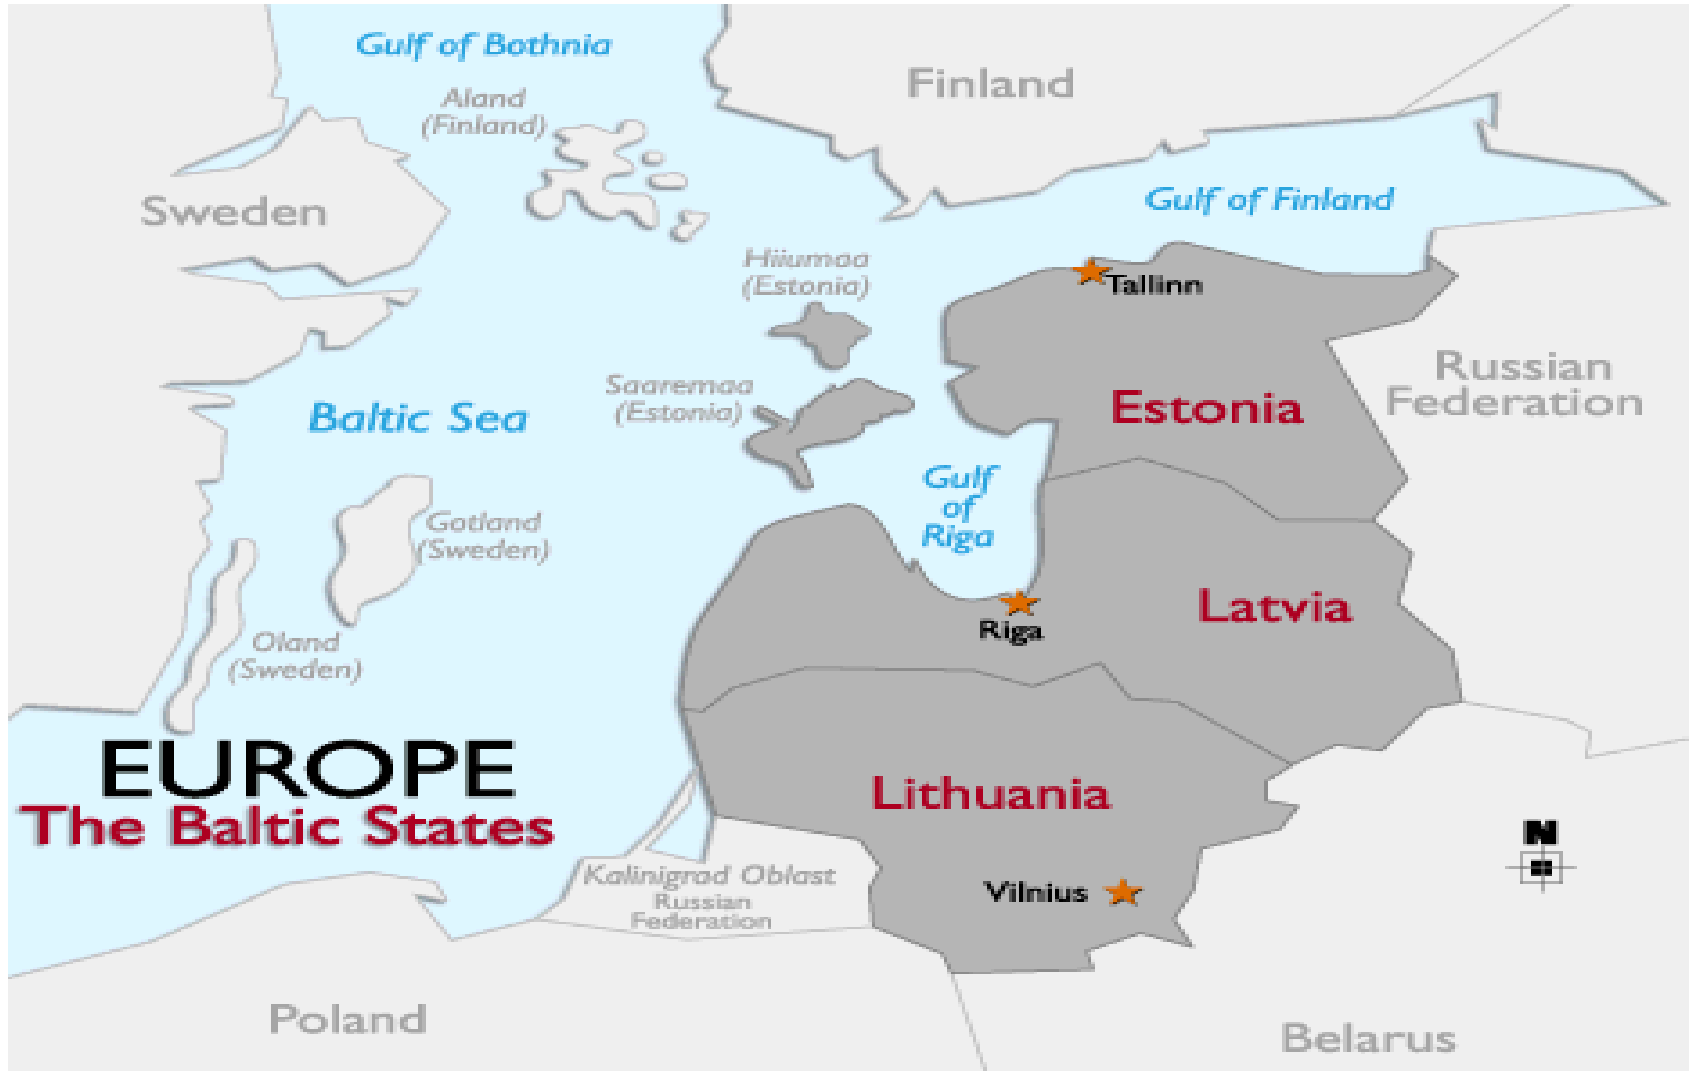 Gulf of Bothnia
Finland
Aland
(Finland)
Sweden
Gulf of Finland
Hiiumaa
(Estonia)
Tallinn
Russian
Federation
Saaremaa
(Estonia)
Estonia
Baltic Sea
Gulf
of
Riga
Gotland
(Sweden)
Latvia
Riga
Oland
(Sweden)
EUROPE
The Baltic States
Lithuania
N
Kalinigrad Oblast
Russian
Federation
Vilnius
Poland
Belarus